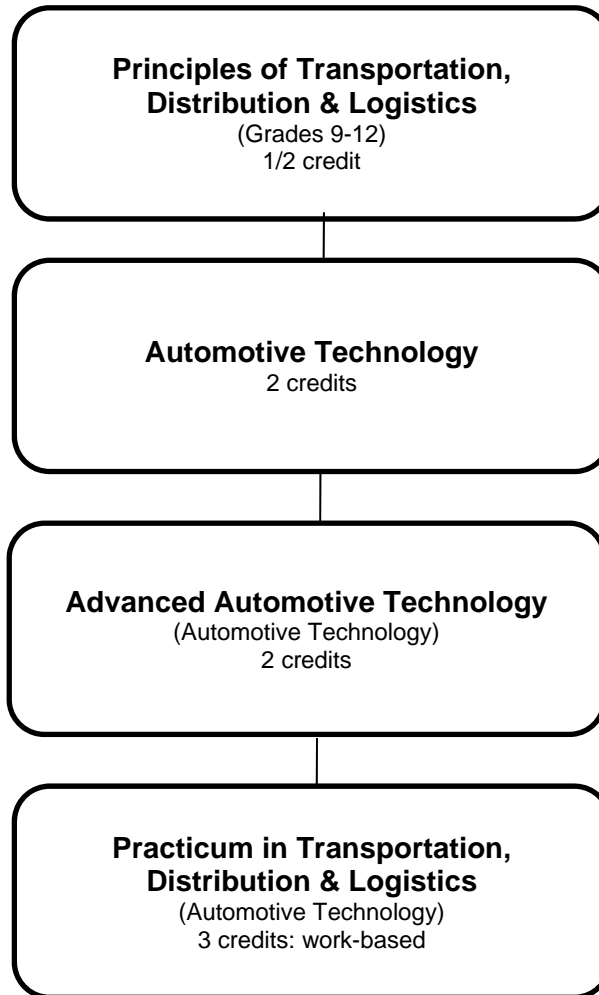 Principles of Transportation,
Distribution & Logistics
(Grades 9-12)
1/2 credit
Automotive Technology
2 credits
Advanced Automotive Technology
(Automotive Technology)
2 credits
Practicum in Transportation,
Distribution & Logistics
(Automotive Technology)
3 credits: work-based